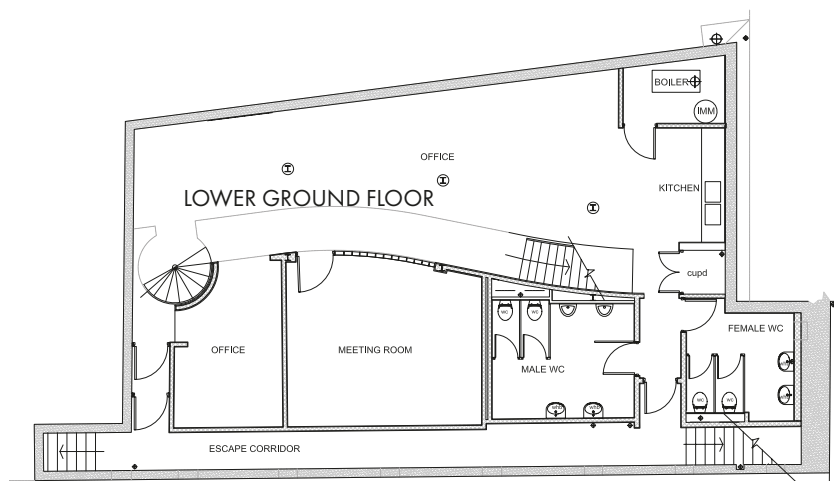 BOILER
IMM
OFFICE
KITCHEN
LOWER GROUND FLOOR
cupd
WC
WC
FEMALE WC
OFFICE
MEETING ROOM
MALE WC
WC
WC
ESCAPE CORRIDOR